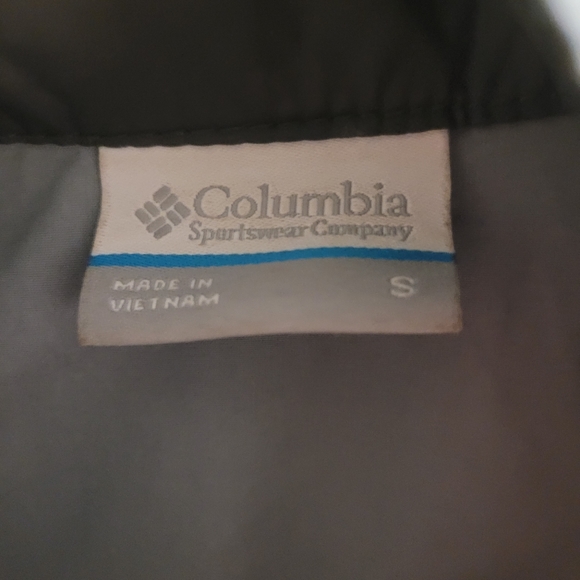 Columbia
Sportswear Company
MADE IN
VIETNAM
S